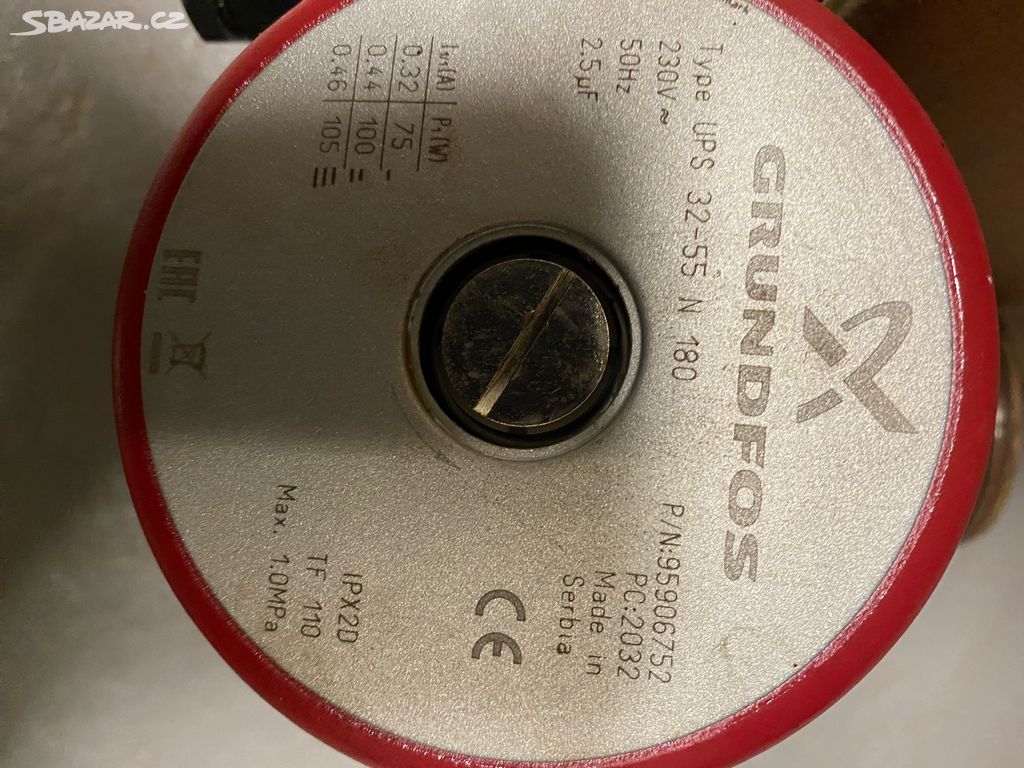 SBAZAR.CZ
GRUNDFOS
Type UPS 32-55 N 180
230V~
50Hz
2.5µF
P/N:95906752
PC:2032
Made in
Serbia
I₁/₁(A) P₁(W)
0.32 75 -
0.44 100 =
0.46 105 ≡
CE
IPX2D
TF 110
Max. 1.0MPa
EAC